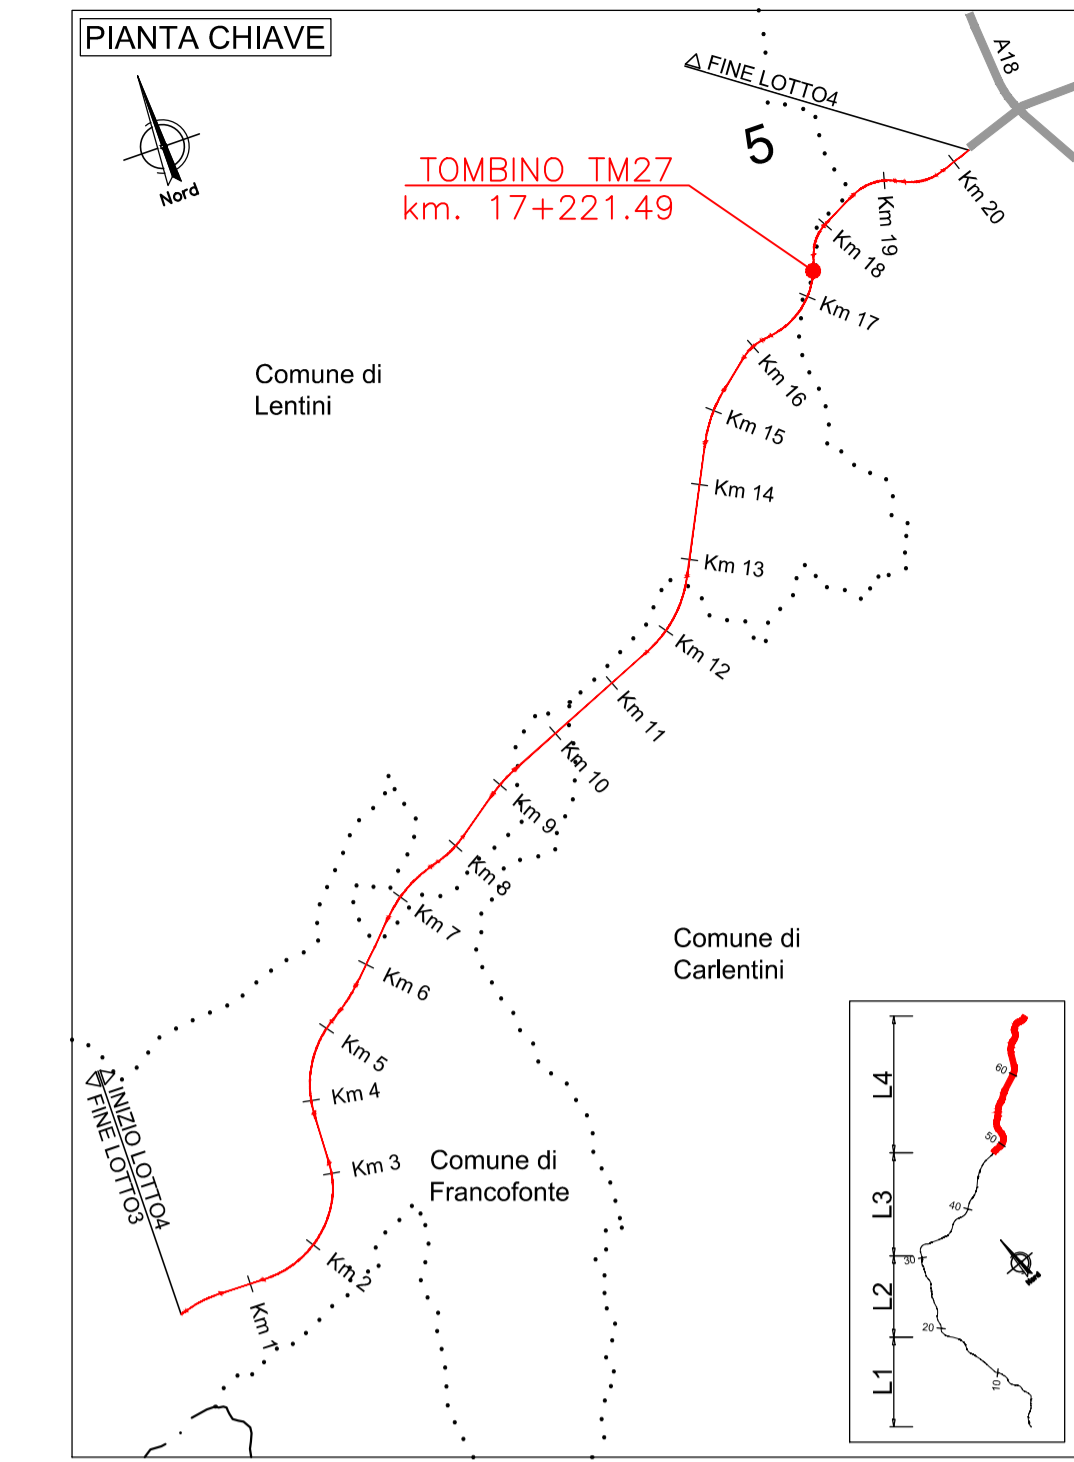 PIANTA CHIAVE
Nord
FINE LOTTO4
A18
5
TOMBINO TM27
km. 17+221.49
Km 20
Km 19
Km 18
Km 17
Km 16
Km 15
Km 14
Km 13
Km 12
Km 11
Km 10
Km 9
Km 8
Km 7
Km 6
Km 5
Km 4
Km 3
Km 2
Km 1
Comune di
Lentini
Comune di
Carlentini
Comune di
Francofonte
INIZIO LOTTO4
FINE LOTTO3
L4
L3
L2
L1
60
50
40
30
20
10